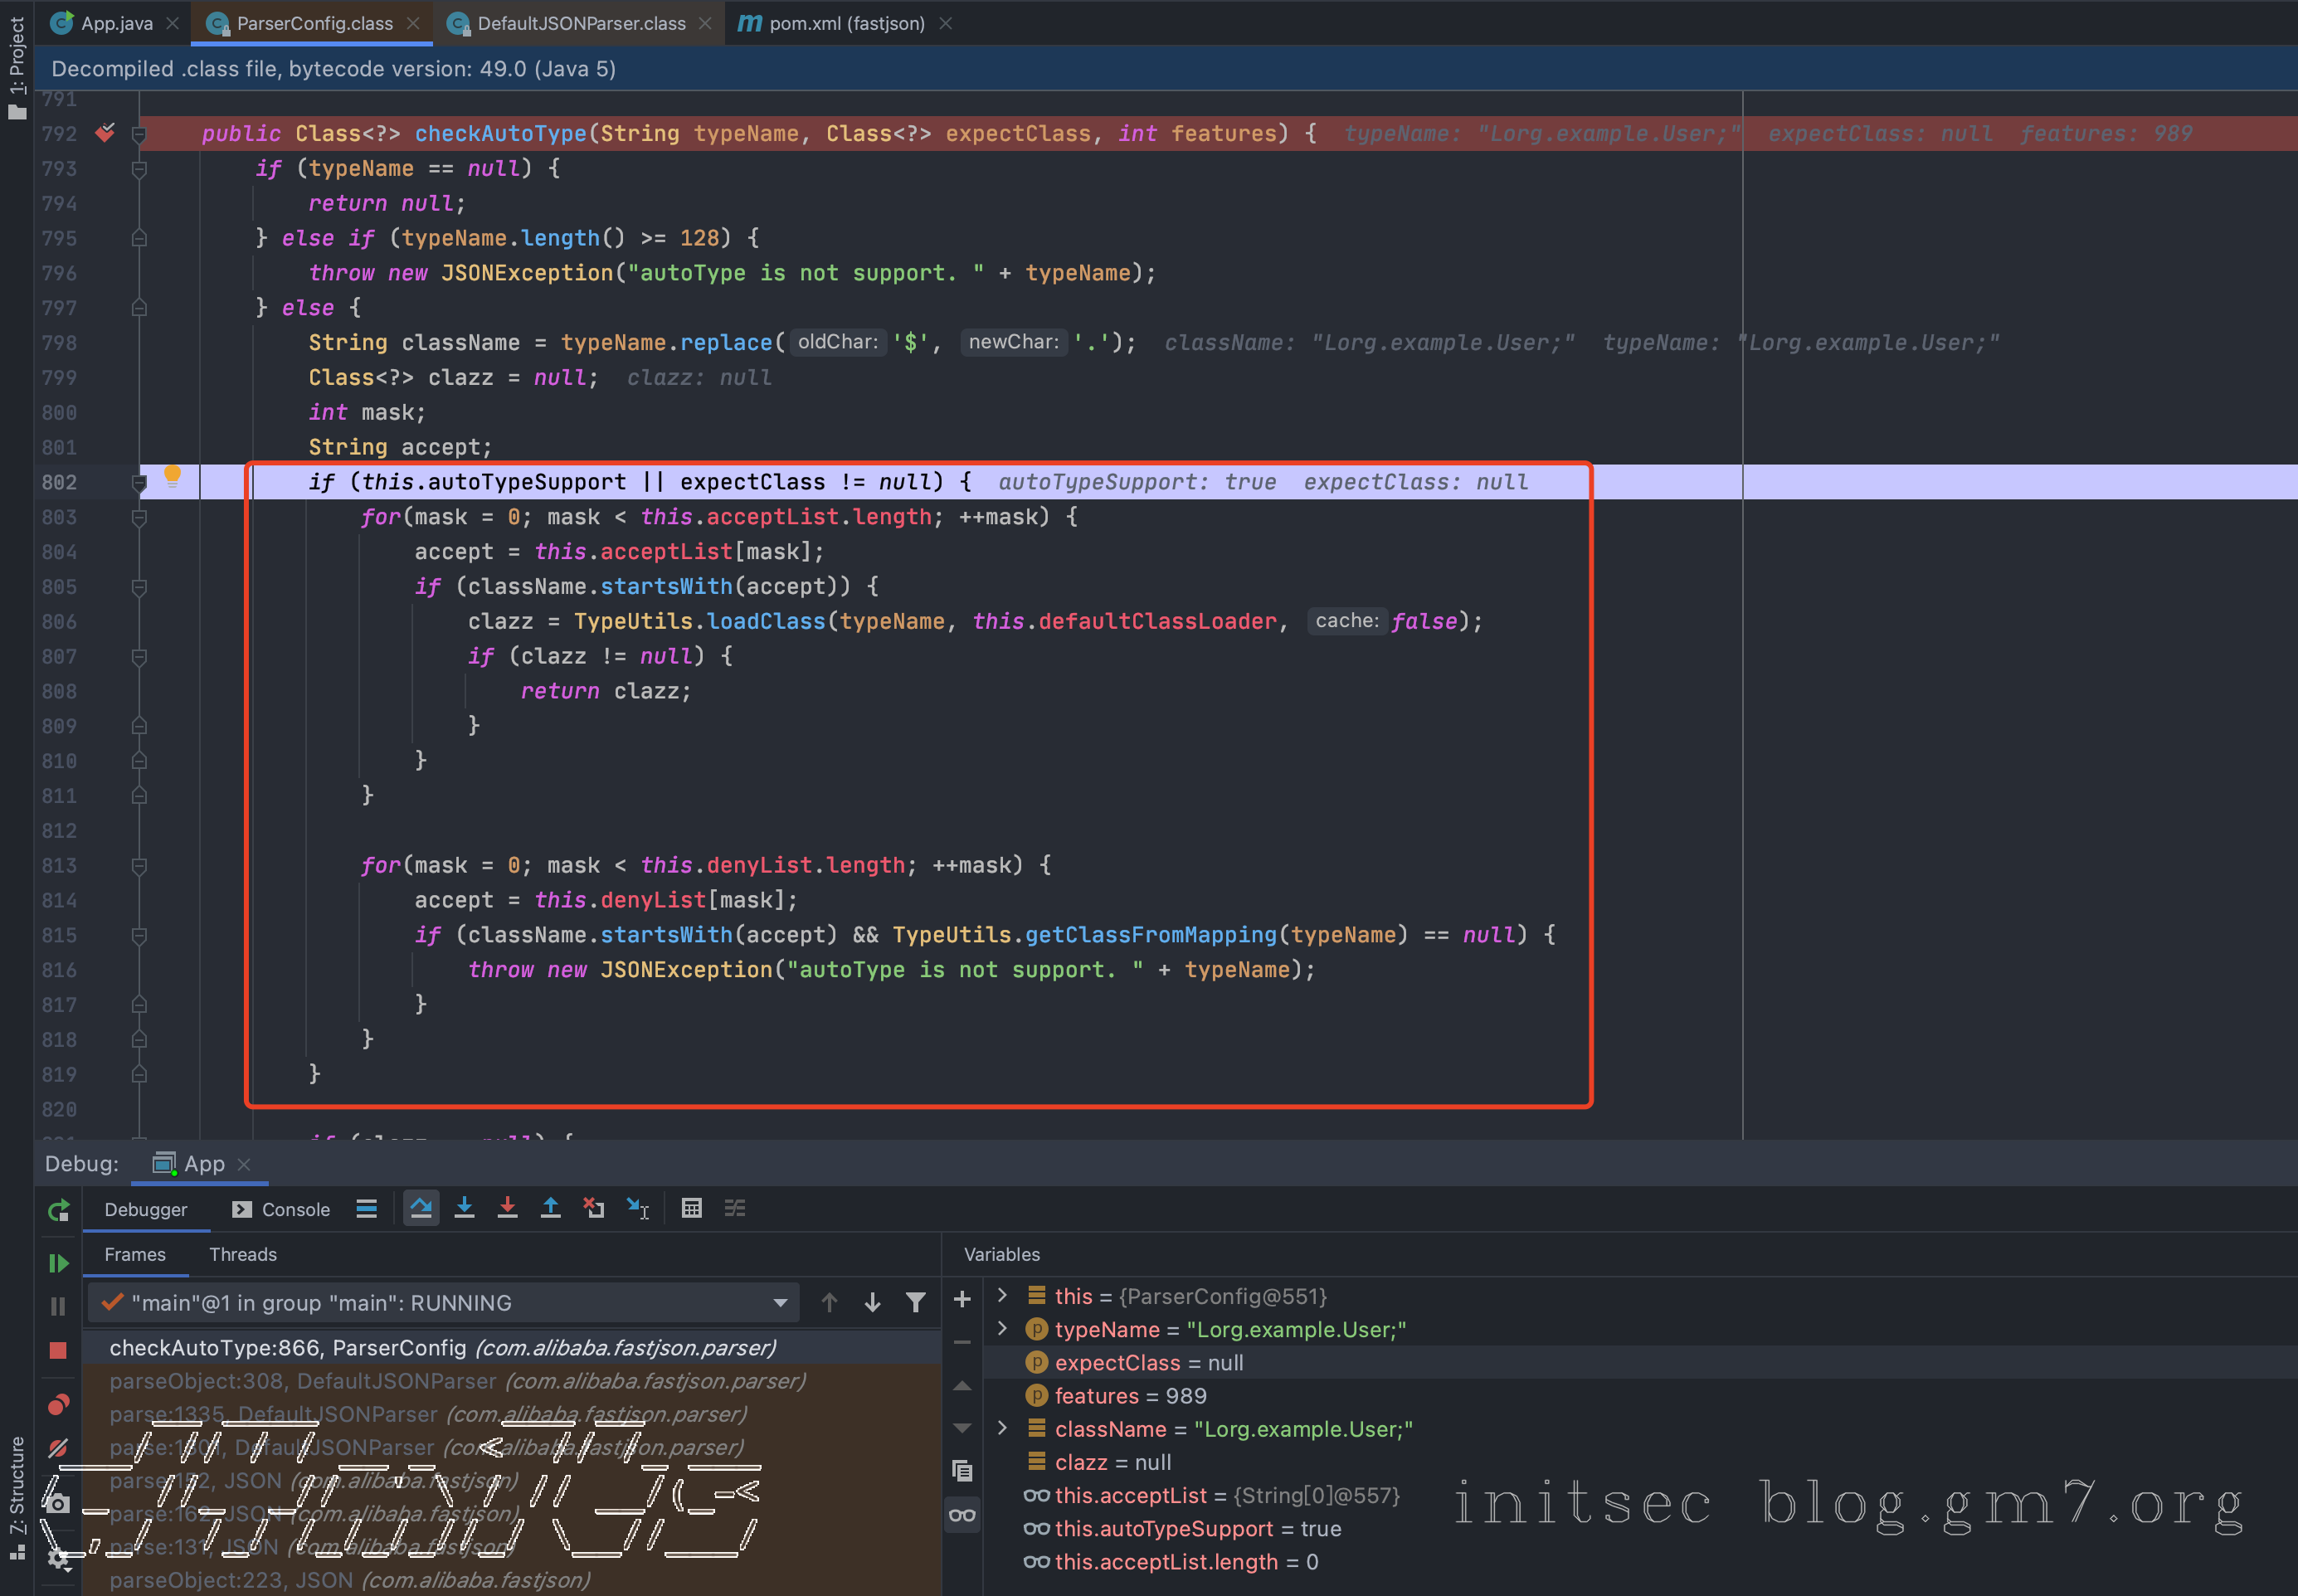 1: Project
App.java
ParserConfig.class
DefaultJSONParser.class
pom.xml (fastjson)
Decompiled .class file, bytecode version: 49.0 (Java 5)
791
792 public Class<?> checkAutoType(String typeName, Class<?> expectClass, int features) { typeName: "Lorg.example.User;" expectClass: null features: 989
793 if (typeName == null) {
794 return null;
795 } else if (typeName.length() >= 128) {
796 throw new JSONException("autoType is not support. " + typeName);
797 } else {
798 String className = typeName.replace( oldChar: '$', newChar: '.'); className: "Lorg.example.User;" typeName: "Lorg.example.User;"
799 Class<?> clazz = null; clazz: null
800 int mask;
801 String accept;
802 if (this.autoTypeSupport || expectClass != null) { autoTypeSupport: true expectClass: null
803 for(mask = 0; mask < this.acceptList.length; ++mask) {
804 accept = this.acceptList[mask];
805 if (className.startsWith(accept)) {
806 clazz = TypeUtils.loadClass(typeName, this.defaultClassLoader, cache: false);
807 if (clazz != null) {
808 return clazz;
809 }
810 }
811 }
812
813 for(mask = 0; mask < this.denyList.length; ++mask) {
814 accept = this.denyList[mask];
815 if (className.startsWith(accept) && TypeUtils.getClassFromMapping(typeName) == null) {
816 throw new JSONException("autoType is not support. " + typeName);
817 }
818 }
819 }
820
Debug: App
Debugger Console
Frames Threads
"main"@1 in group "main": RUNNING
checkAutoType:866, ParserConfig (com.alibaba.fastjson.parser)
parseObject:308, DefaultJSONParser (com.alibaba.fastjson.parser)
parse:1335, DefaultJSONParser (com.alibaba.fastjson.parser)
parse:1301, DefaultJSONParser (com.alibaba.fastjson.parser)
parse:152, JSON (com.alibaba.fastjson)
parse:162, JSON (com.alibaba.fastjson)
parse:131, JSON (com.alibaba.fastjson)
parseObject:223, JSON (com.alibaba.fastjson)
Variables
this = {ParserConfig@551}
typeName = "Lorg.example.User;"
expectClass = null
features = 989
className = "Lorg.example.User;"
clazz = null
this.acceptList = {String[0]@557}
this.autoTypeSupport = true
this.acceptList.length = 0
7: Structure
initsec blog.gm7.org